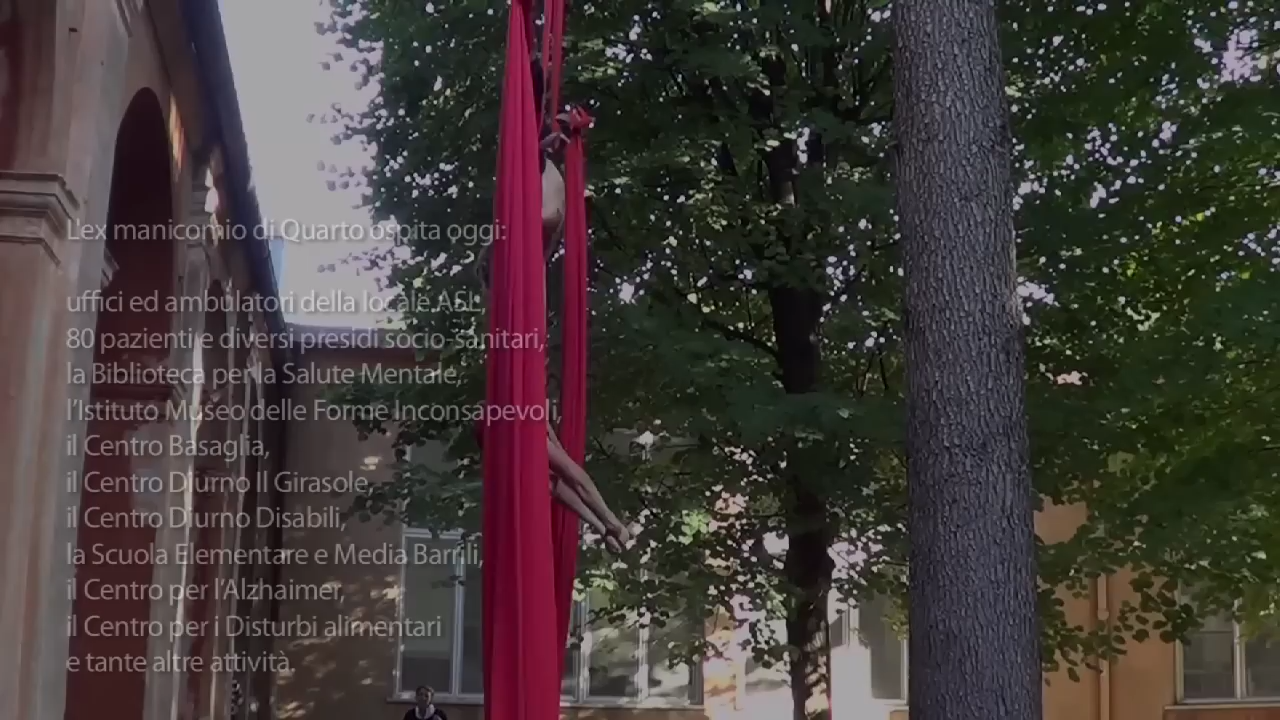 L'ex manicomio di Quarto ospita oggi:
uffici ed ambulatori della locale ASL
80 pazienti e diversi presidi socio-sanitari,
la Biblioteca per la Salute Mentale,
l'Istituto Museo delle Forme Inconsapevoli,
il Centro Basaglia,
il Centro Diurno Il Girasole
il Centro Diurno Disabili,
la Scuola Elementare e Media Barrili,
il Centro per l'Alzhaimer,
il Centro per i Disturbi alimentari
e tante altre attività.